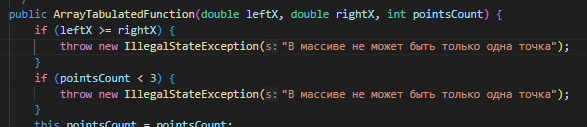 public ArrayTabulatedFunction(double leftX, double rightX, int pointsCount) {
if (leftX >= rightX) {
throw new IllegalStateException(s: "В массиве не может быть только одна точка");
}
if (pointsCount < 3) {
throw new IllegalStateException(s: "В массиве не может быть только одна точка");
}
this.pointsCount = pointsCount;